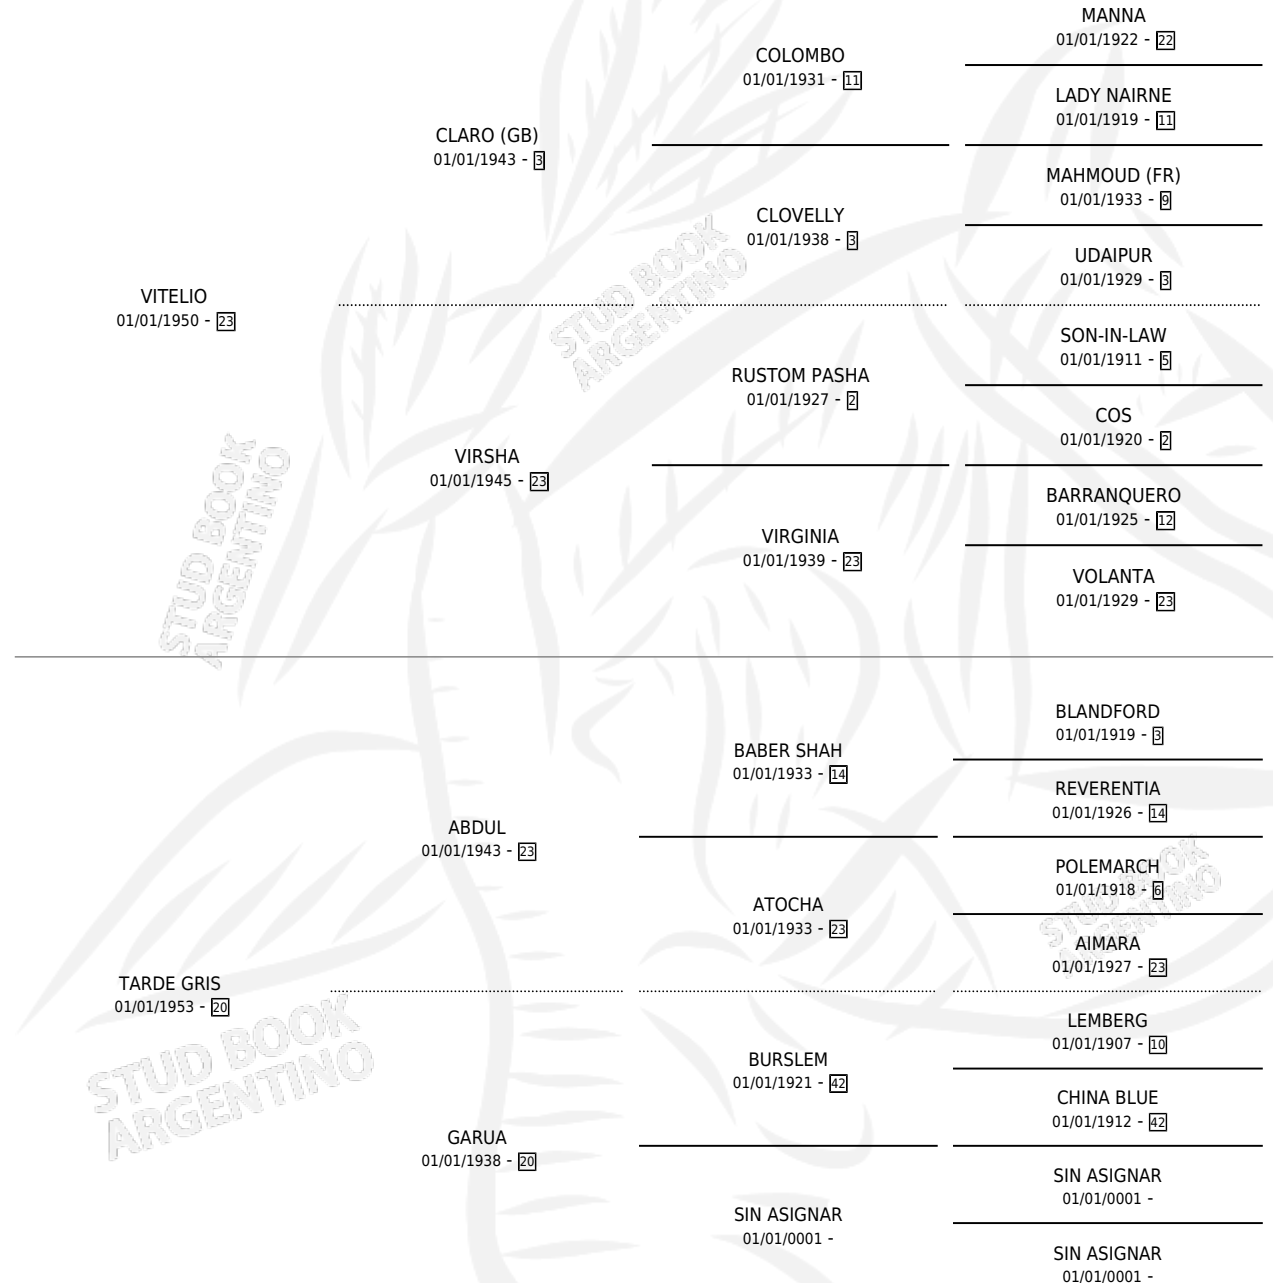 MANNA
01/01/1922 - 22
COLOMBO
01/01/1931 - 11
LADY NAIRNE
01/01/1919 - 11
CLARO (GB)
01/01/1943 - 3
MAHMOUD (FR)
01/01/1933 - 9
CLOVELLY
01/01/1938 - 3
UDAIPUR
01/01/1929 - 3
VITELIO
01/01/1950 - 23
STUD BOOK
ARGENTINO
SON-IN-LAW
01/01/1911 - 5
RUSTOM PASHA
01/01/1927 - 2
COS
01/01/1920 - 2
VIRSHA
01/01/1945 - 23
BARRANQUERO
01/01/1925 - 12
VIRGINIA
01/01/1939 - 23
VOLANTA
01/01/1929 - 23
STUD BOOK
ARGENTINO
BLANDFORD
01/01/1919 - 3
BABER SHAH
01/01/1933 - 14
REVERENTIA
01/01/1926 - 14
ABDUL
01/01/1943 - 23
POLEMARCH
01/01/1918 - 6
ATOCHA
01/01/1933 - 23
STUD BOOK
ARGENTINO
AIMARA
01/01/1927 - 23
TARDE GRIS
01/01/1953 - 20
LEMBERG
01/01/1907 - 10
STUD BOOK
ARGENTINO
BURSLEM
01/01/1921 - 42
CHINA BLUE
01/01/1912 - 42
GARUA
01/01/1938 - 20
SIN ASIGNAR
01/01/0001 -
SIN ASIGNAR
01/01/0001 -
SIN ASIGNAR
01/01/0001 -